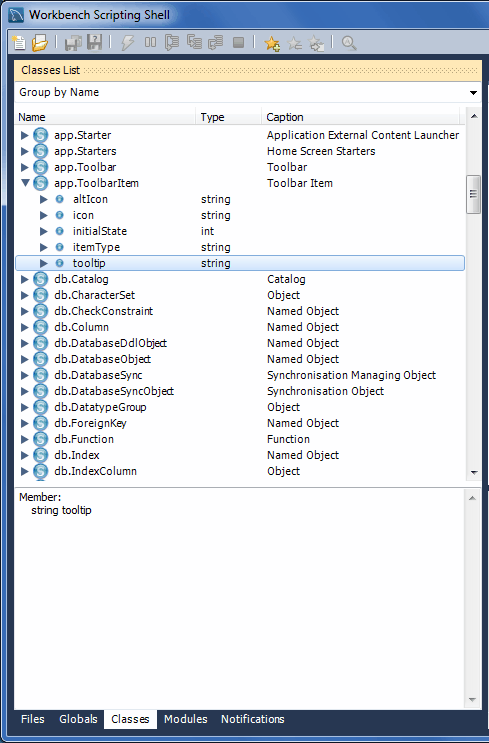 Workbench Scripting Shell
Classes List
Group by Name
Name Type Caption
app.Starter Application External Content Launcher
app.Starters Home Screen Starters
app.Toolbar Toolbar
app.ToolbarItem Toolbar Item
altIcon string
icon string
initialState int
itemType string
tooltip string
db.Catalog Catalog
db.CharacterSet Object
db.CheckConstraint Named Object
db.Column Named Object
db.DatabaseDdlObject Named Object
db.DatabaseObject Named Object
db.DatabaseSync Synchronisation Managing Object
db.DatabaseSyncObject Synchronisation Object
db.DatatypeGroup Object
db.ForeignKey Named Object
db.Function Function
db.Index Named Object
db.IndexColumn Object
Member:
string tooltip
Files Globals Classes Modules Notifications